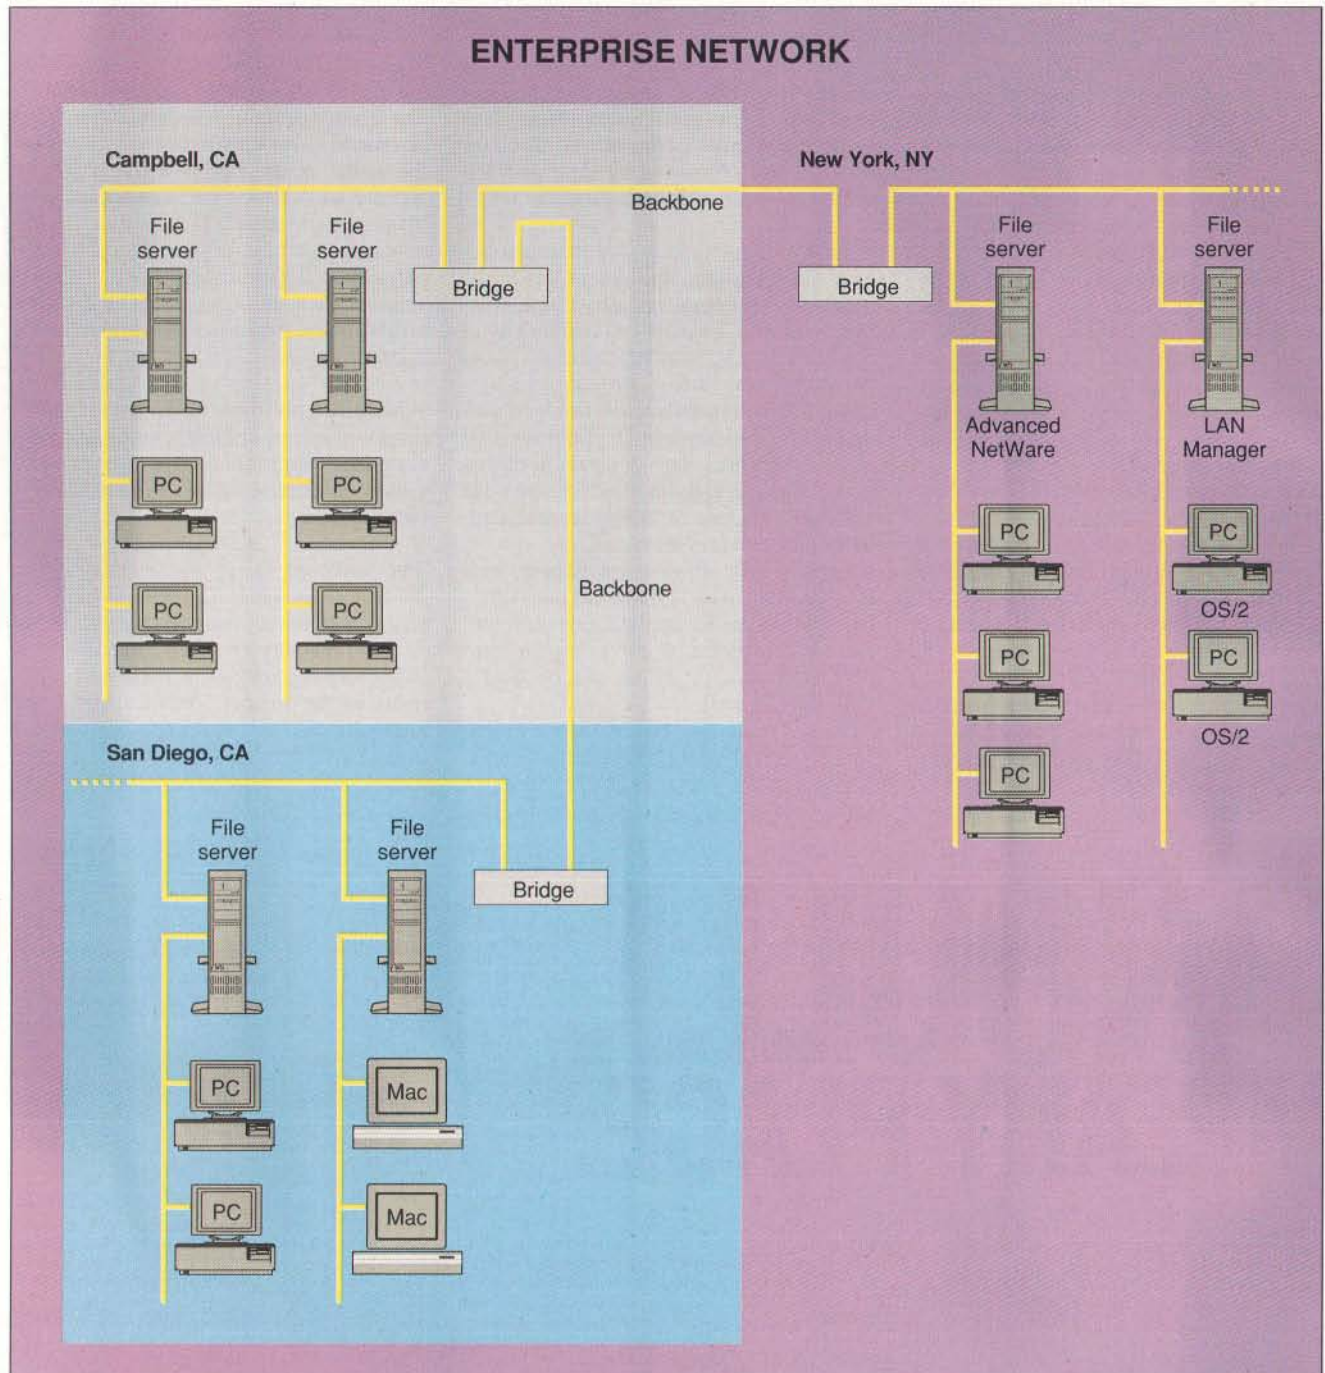 ENTERPRISE NETWORK
Campbell, CA
File
server
File
server
Bridge
Backbone
PC
PC
PC
PC
Backbone
New York, NY
Bridge
File
server
File
server
Advanced
NetWare
LAN
Manager
PC
PC
OS/2
PC
PC
OS/2
PC
San Diego, CA
File
server
File
server
Bridge
PC
Mac
PC
Mac